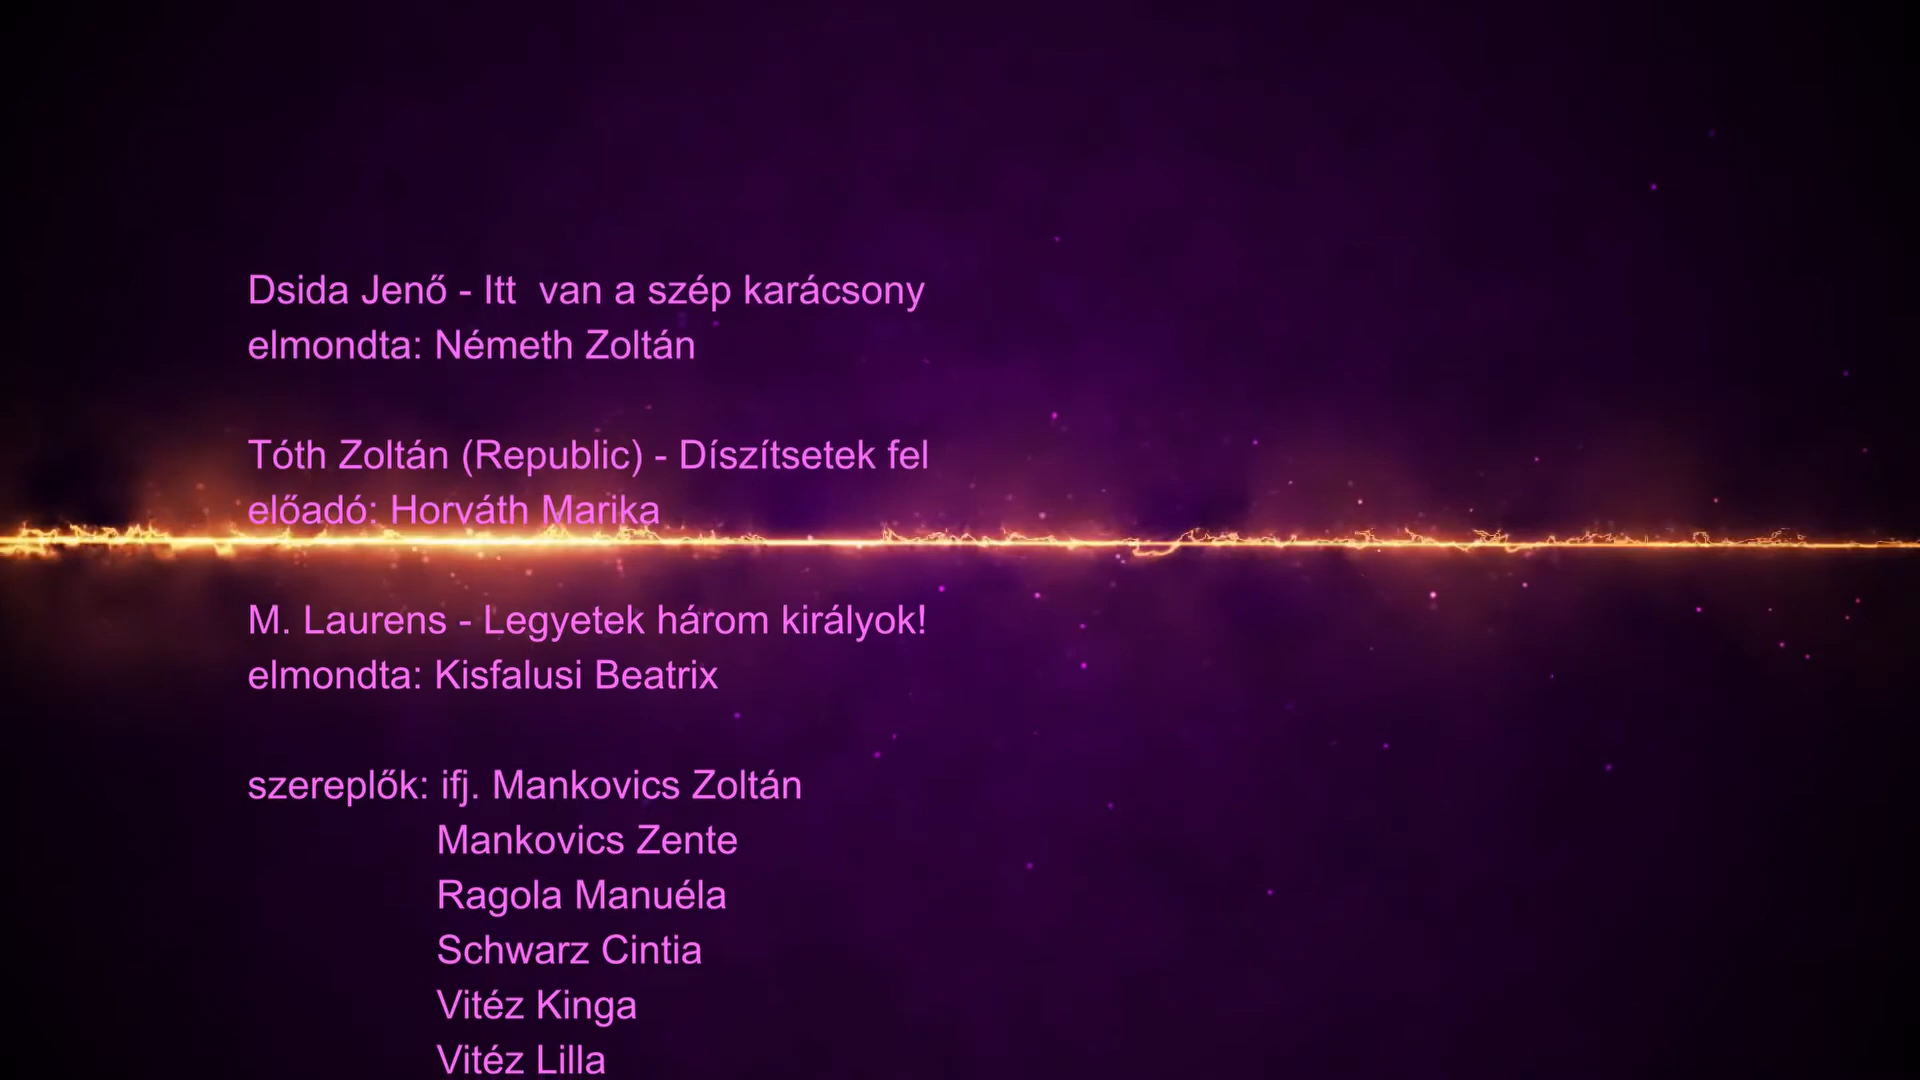 Dsida Jenő - Itt  van a szép karácsony
elmondta: Németh Zoltán
Tóth Zoltán (Republic) - Díszítsetek fel
előadó: Horváth Marika
M. Laurens - Legyetek három királyok!
elmondta: Kisfalusi Beatrix
szereplők: ifj. Mankovics Zoltán
Mankovics Zente
Ragola Manuéla
Schwarz Cintia
Vitéz Kinga
Vitéz Lilla